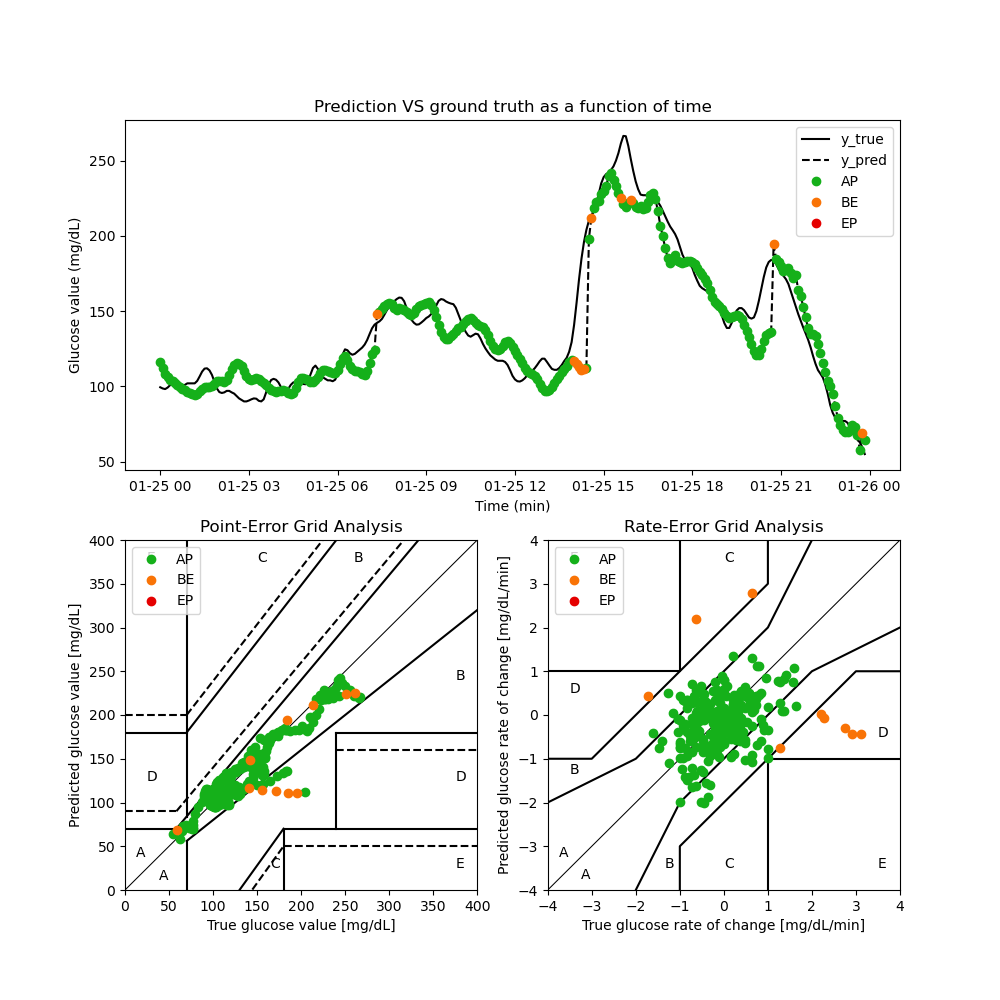 Prediction VS ground truth as a function of time
Glucose value (mg/dL)
250
200
150
100
50
y_true
y_pred
AP
BE
EP
01-25 00 01-25 03 01-25 06 01-25 09 01-25 12 01-25 15 01-25 18 01-25 21 01-26 00
Time (min)
Point-Error Grid Analysis
Predicted glucose value [mg/dL]
400
350
300
250
200
150
100
50
0
AP
BE
EP
C
B
B
D
D
A
A
C
E
0 50 100 150 200 250 300 350 400
True glucose value [mg/dL]
Rate-Error Grid Analysis
Predicted glucose rate of change [mg/dL/min]
4
3
2
1
0
−1
−2
−3
−4
AP
BE
EP
C
D
D
B
A
A
B
C
E
−4 −3 −2 −1 0 1 2 3 4
True glucose rate of change [mg/dL/min]